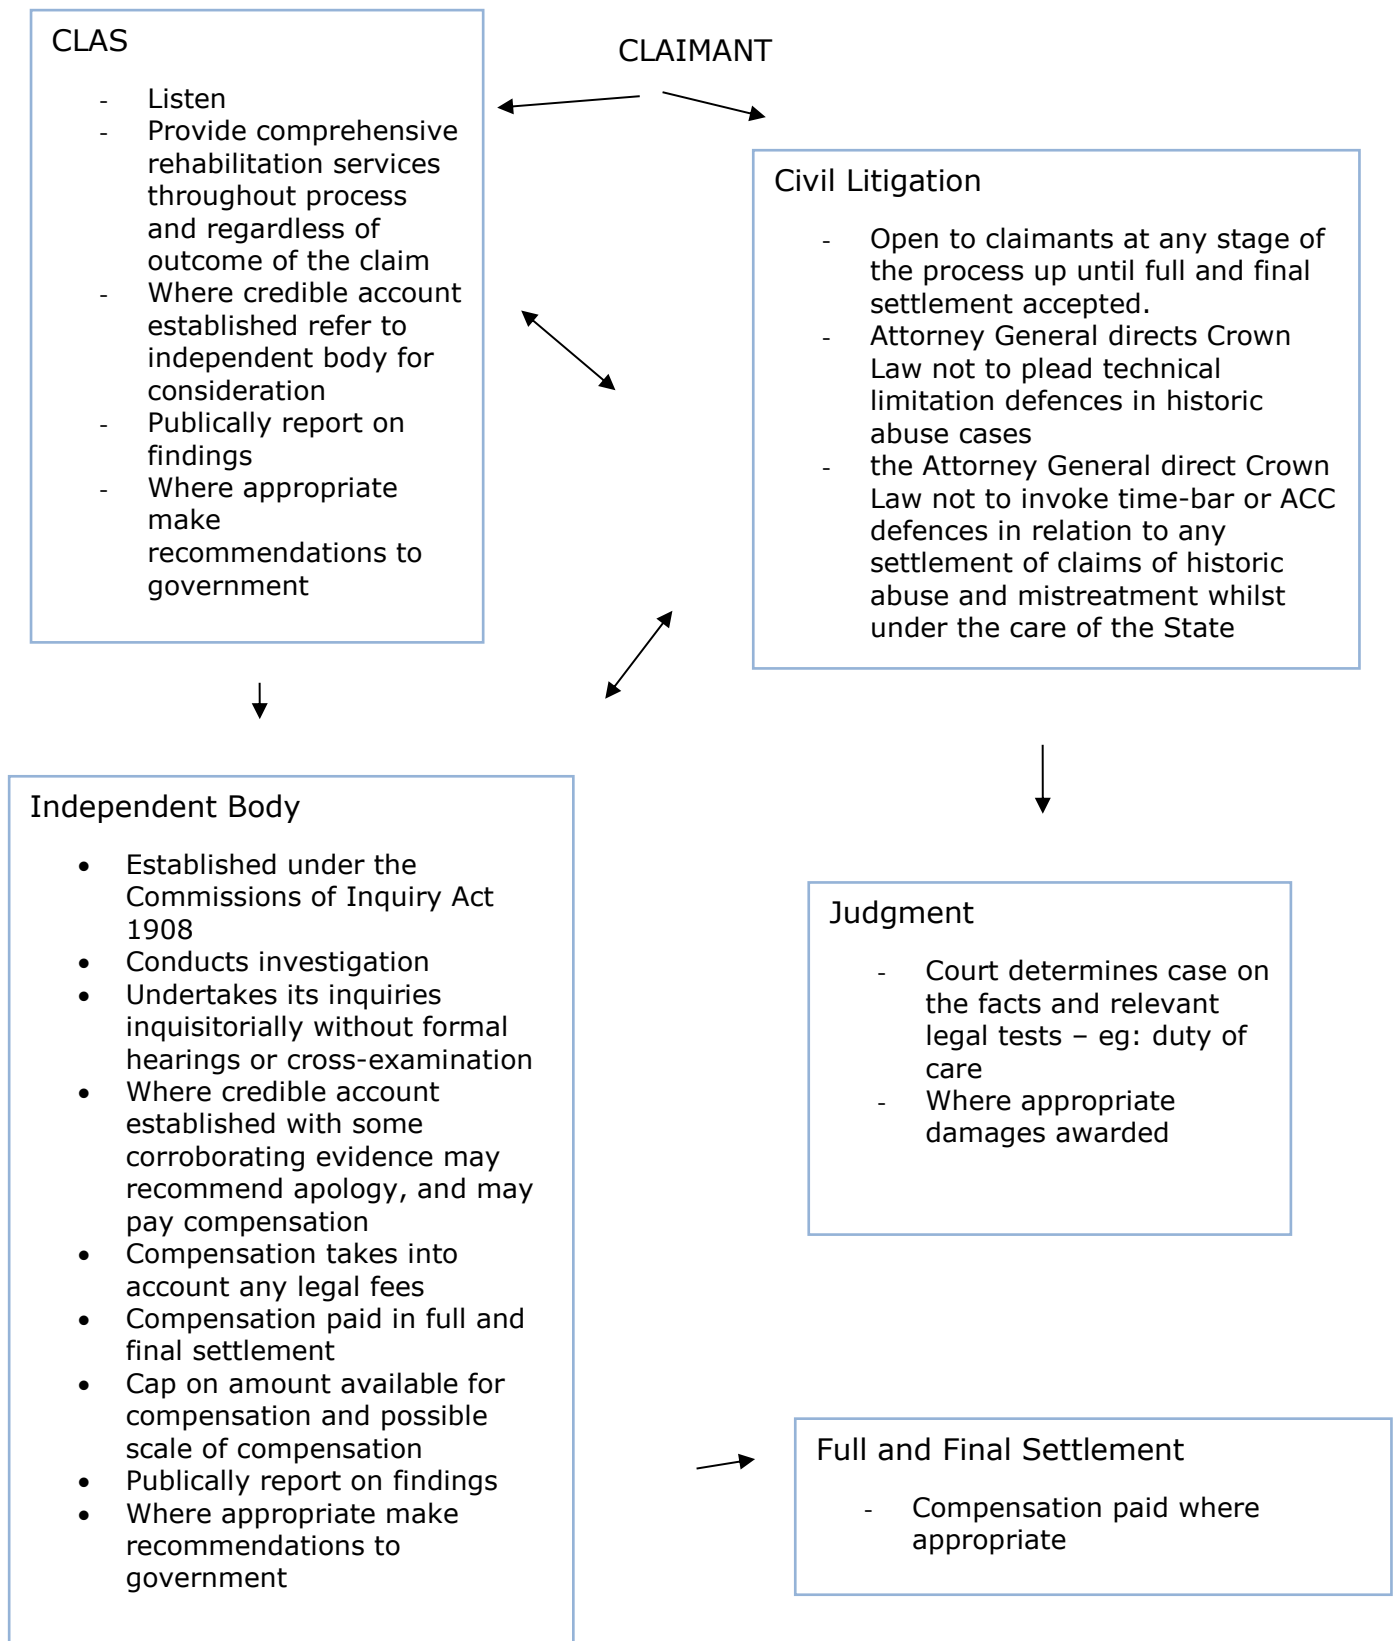 CLAIMANT
CLAS
- Listen
- Provide comprehensive
rehabilitation services
throughout process
and regardless of
outcome of the claim
- Where credible account
established refer to
independent body for
consideration
- Publically report on
findings
- Where appropriate
make
recommendations to
government
Civil Litigation
- Open to claimants at any stage of
the process up until full and final
settlement accepted.
- Attorney General directs Crown
Law not to plead technical
limitation defences in historic
abuse cases
- the Attorney General direct Crown
Law not to invoke time-bar or ACC
defences in relation to any
settlement of claims of historic
abuse and mistreatment whilst
under the care of the State
Independent Body
• Established under the
Commissions of Inquiry Act
1908
• Conducts investigation
• Undertakes its inquiries
inquisitorially without formal
hearings or cross-examination
• Where credible account
established with some
corroborating evidence may
recommend apology, and may
pay compensation
• Compensation takes into
account any legal fees
• Compensation paid in full and
final settlement
• Cap on amount available for
compensation and possible
scale of compensation
• Publically report on findings
• Where appropriate make
recommendations to
government
Judgment
- Court determines case on
the facts and relevant
legal tests – eg: duty of
care
- Where appropriate
damages awarded
Full and Final Settlement
- Compensation paid where
appropriate